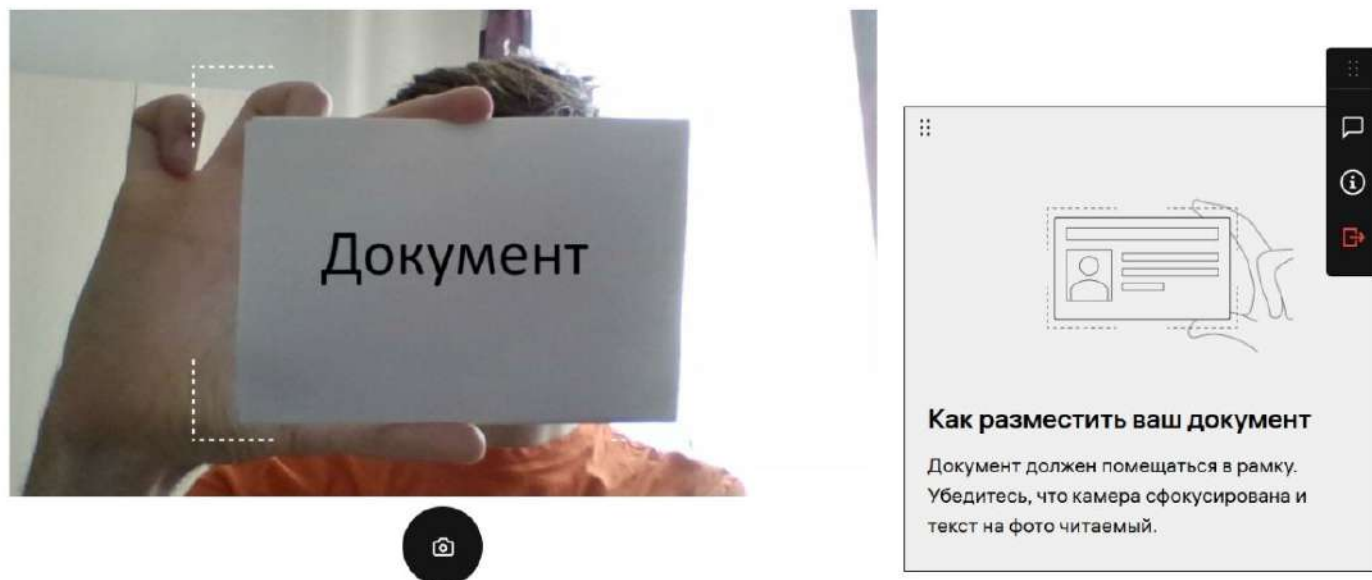 Документ
Как разместить ваш документ
Документ должен помещаться в рамку.
Убедитесь, что камера сфокусирована и
текст на фото читаемый.